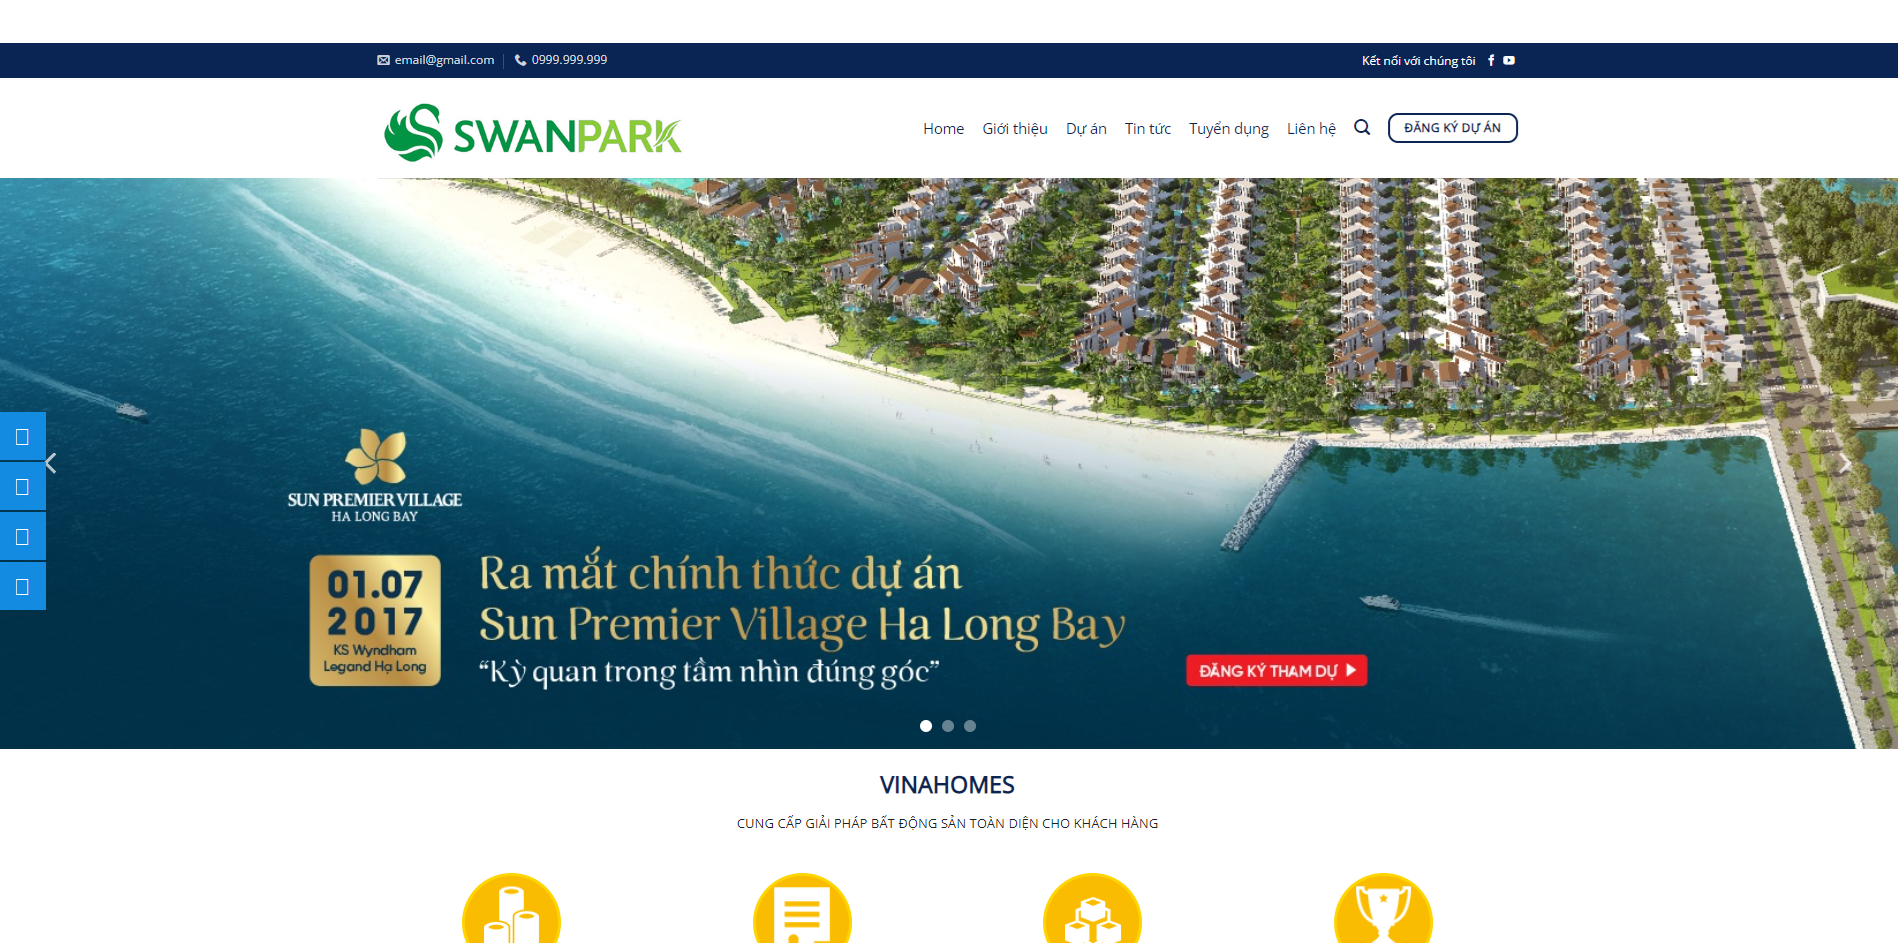 email@gmail.com
0999.999.999
Kết nối với chúng tôi
SWANPARK
Home
Giới thiệu
Dự án
Tin tức
Tuyển dụng
Liên hệ
ĐĂNG KÝ DỰ ÁN
SUN PREMIER VILLAGE
HA LONG BAY
01.07
2017
KS Wyndham
Legand Hạ Long
Ra mắt chính thức dự án
Sun Premier Village Ha Long Bay
“Kỳ quan trong tầm nhìn đúng góc”
ĐĂNG KÝ THAM DỰ
VINAHOMES
CUNG CẤP GIẢI PHÁP BẤT ĐỘNG SẢN TOÀN DIỆN CHO KHÁCH HÀNG